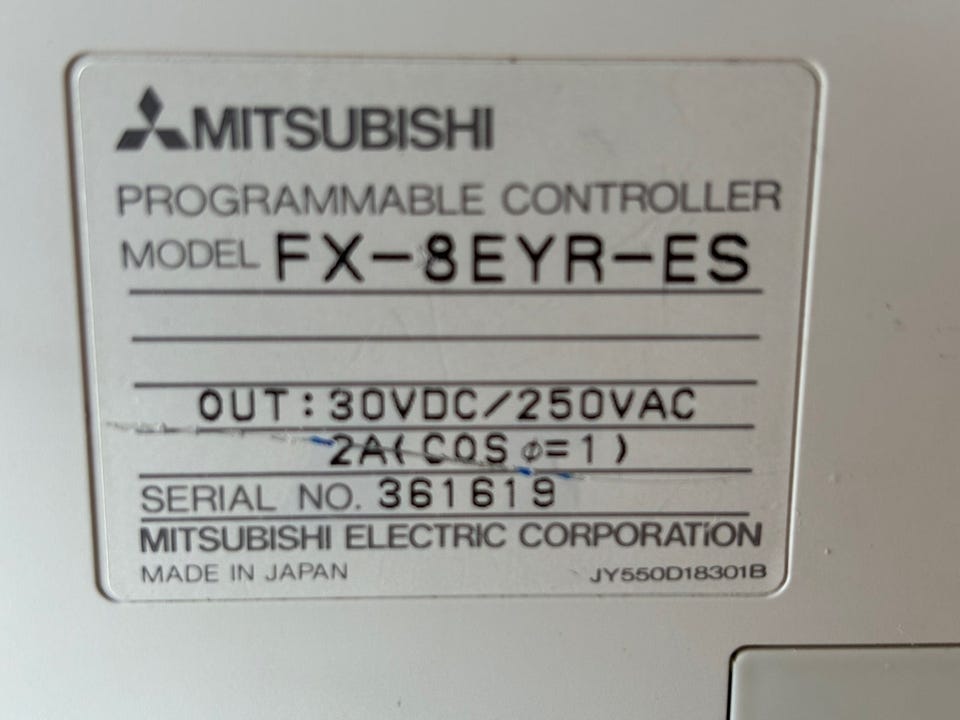 MITSUBISHI
PROGRAMMABLE CONTROLLER
MODEL FX-8EYR-ES
OUT:30VDC/250VAC
2A(COS φ=1)
SERIAL NO. 361619
MITSUBISHI ELECTRIC CORPORATION
MADE IN JAPAN JY550D18301B